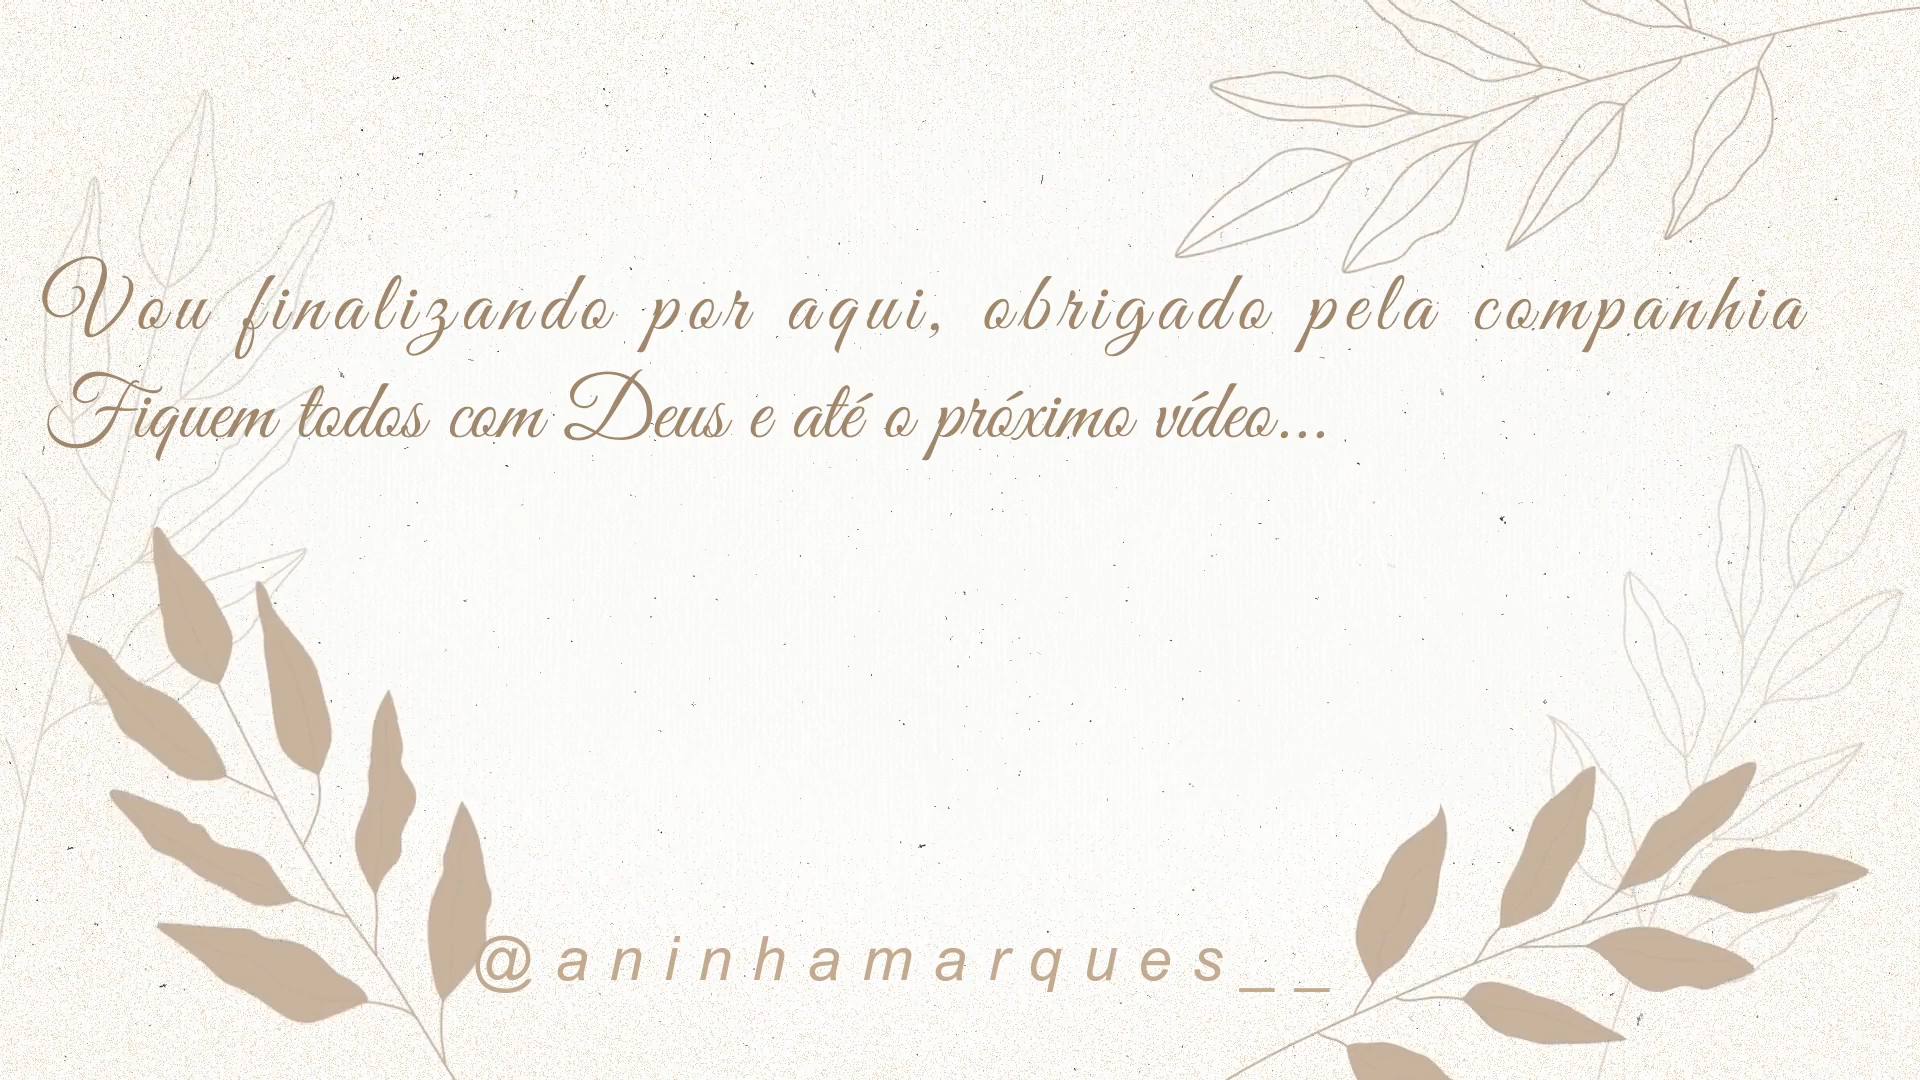 Vou finalizando por aqui, obrigado pela companhia
Fiquem todos com Deus e até o próximo vídeo...
@aninhamarques__